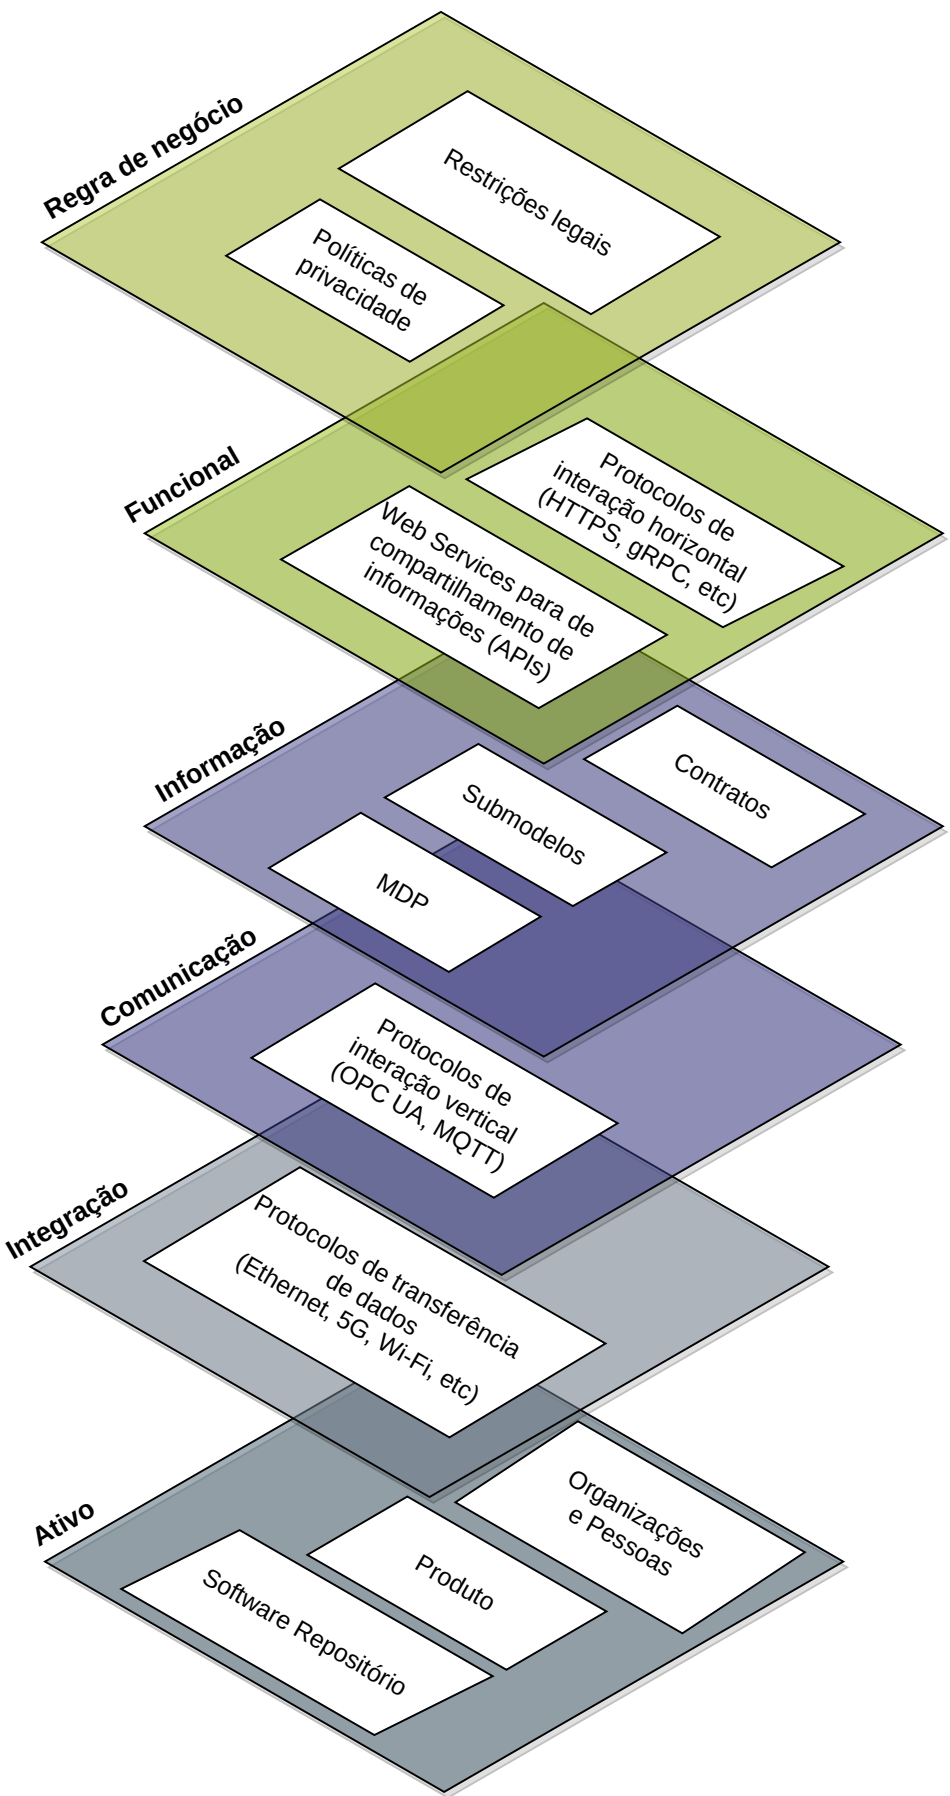 Regra de negócio
Restrições legais
Políticas de
privacidade
Funcional
Protocolos de
interação horizontal
(HTTPS, gRPC, etc)
Web Services para de
compartilhamento de
informações (APIs)
Informação
Contratos
Submodelos
MDP
Comunicação
Protocolos de
interação vertical
(OPC UA, MQTT)
Integração
Protocolos de transferência
de dados
(Ethernet, 5G, Wi-Fi, etc)
Ativo
Organizações
e Pessoas
Produto
Software Repositório